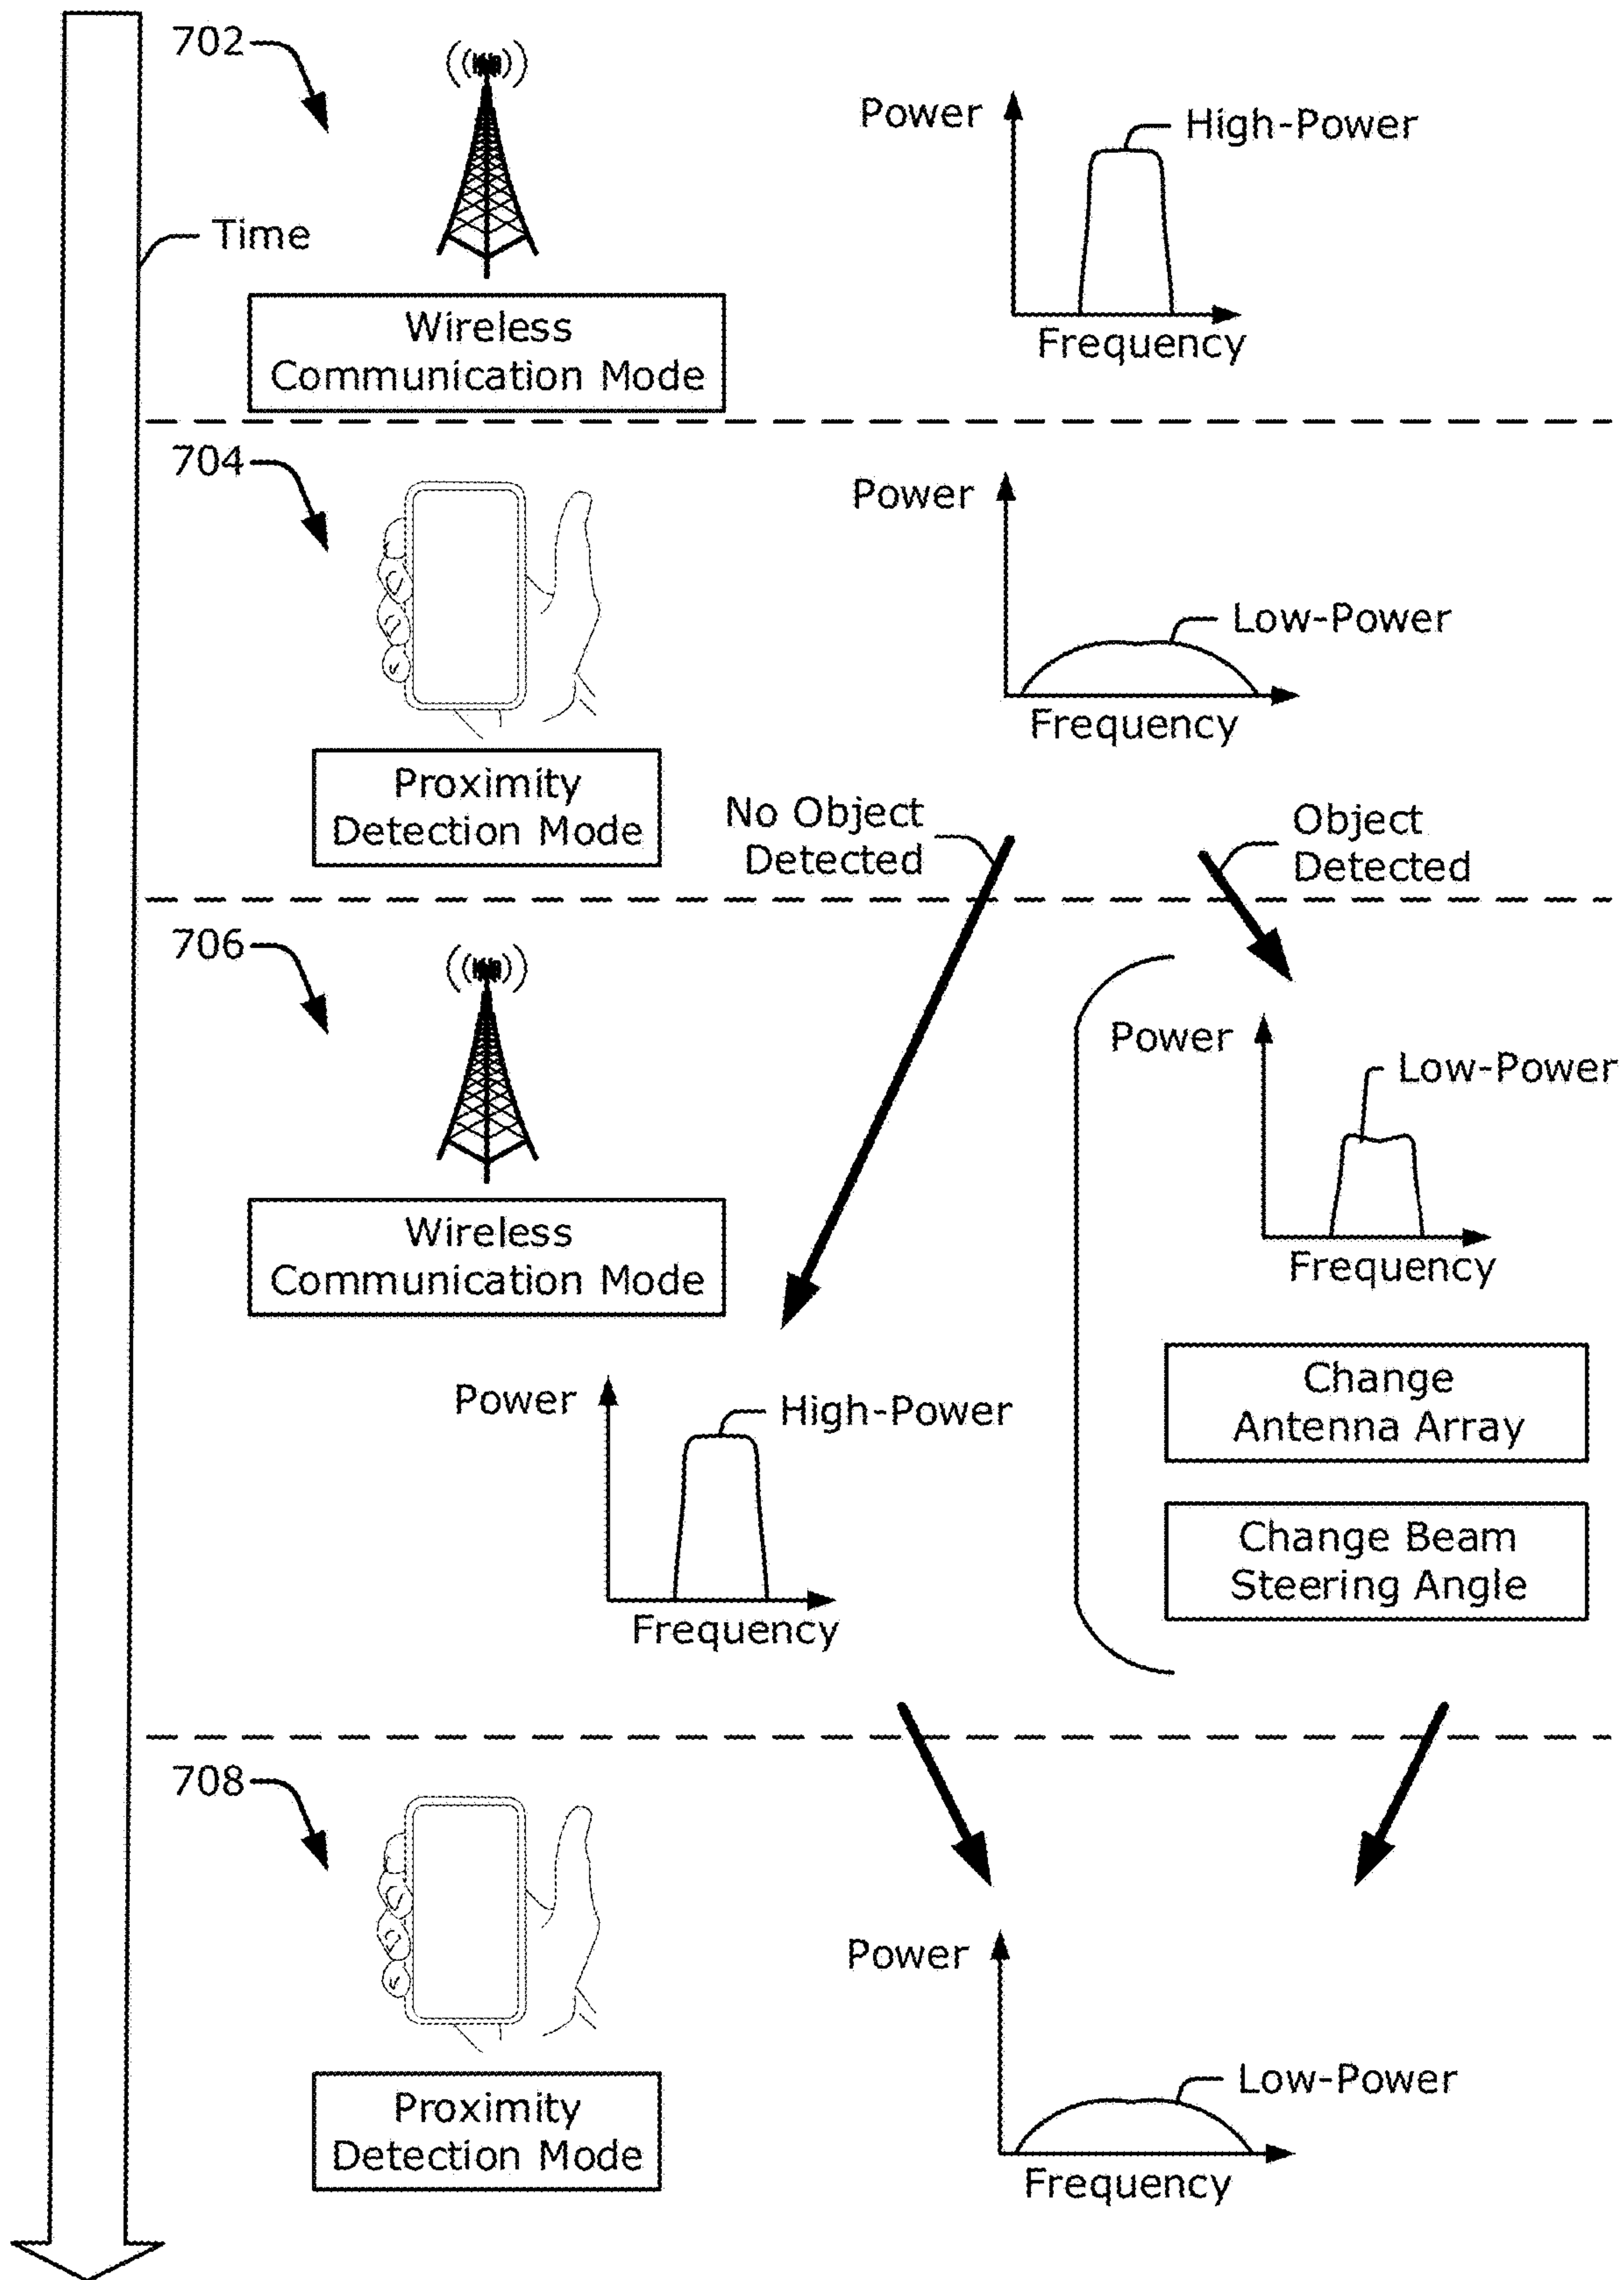 702
Power
High-Power
Time
Wireless
Communication Mode
Frequency
704
Power
Low-Power
Frequency
Proximity
Detection Mode
No Object
Detected
Object
Detected
706
Power
Low-Power
Frequency
Wireless
Communication Mode
Power
High-Power
Frequency
Change
Antenna Array
Change Beam
Steering Angle
708
Power
Low-Power
Frequency
Proximity
Detection Mode